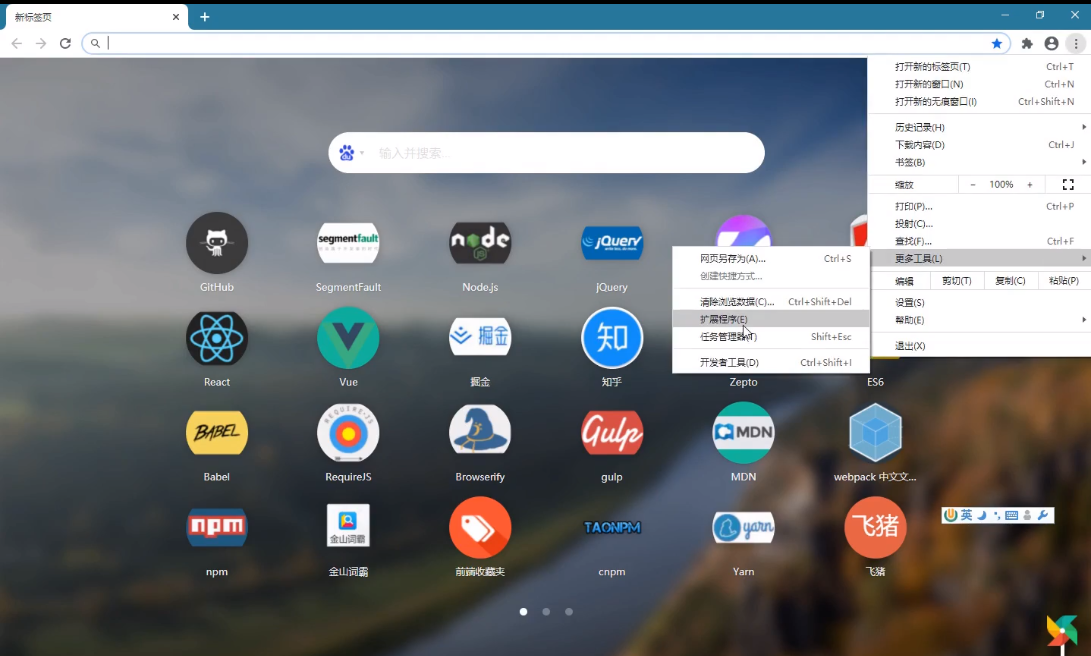 新标签页
打开新的标签页(T) Ctrl+T
打开新的窗口(N) Ctrl+N
打开新的无痕窗口(I) Ctrl+Shift+N
历史记录(H)
下载内容(D) Ctrl+J
书签(B)
缩放 − 100% +
打印(P)... Ctrl+P
投射(C)...
查找(F)... Ctrl+F
更多工具(L)
编辑 剪切(T) 复制(C) 粘贴(P)
设置(S)
帮助(E)
退出(X)
网页另存为(A)... Ctrl+S
创建快捷方式...
清除浏览数据(C)... Ctrl+Shift+Del
扩展程序(E)
任务管理器(T) Shift+Esc
开发者工具(D) Ctrl+Shift+I
du 输入并搜索...
segmentfault
node
JS
jQuery
GitHub SegmentFault Node.js jQuery
掘金
知
React Vue 掘金 知乎 Zepto ES6
BABEL
REQUIRE·JS
Gulp
MDN
Babel RequireJS Browserify gulp MDN webpack 中文文...
npm
金山词霸
TAONPM
yarn
飞猪
npm 金山词霸 前端收藏夹 cnpm Yarn 飞猪
英